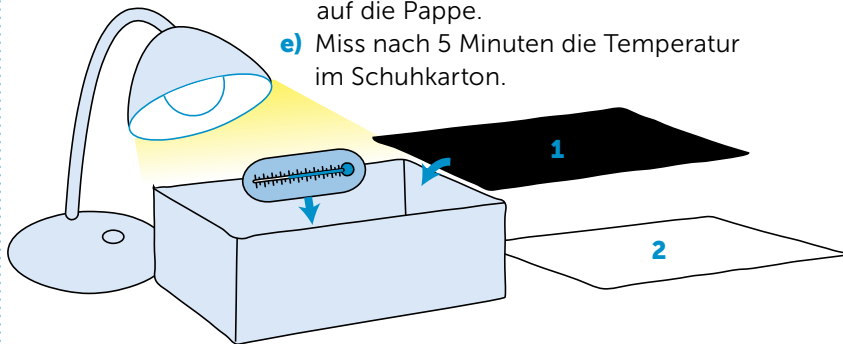 auf die Pappe.
e) Miss nach 5 Minuten die Temperatur
im Schuhkarton.
1
2